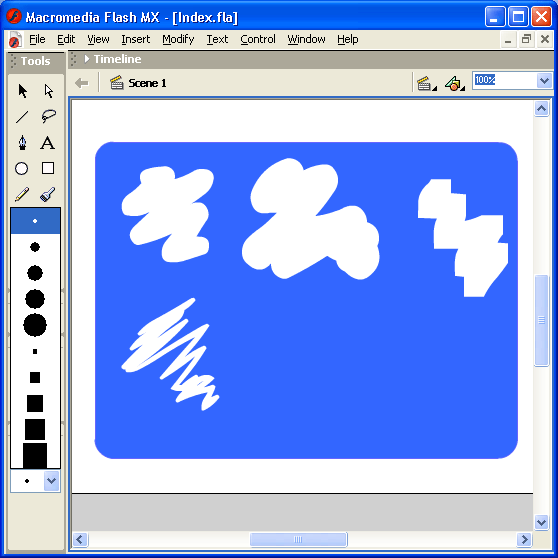 Macromedia Flash MX - [Index.fla]
File Edit View Insert Modify Text Control Window Help
Tools
Timeline
Scene 1
100%
A